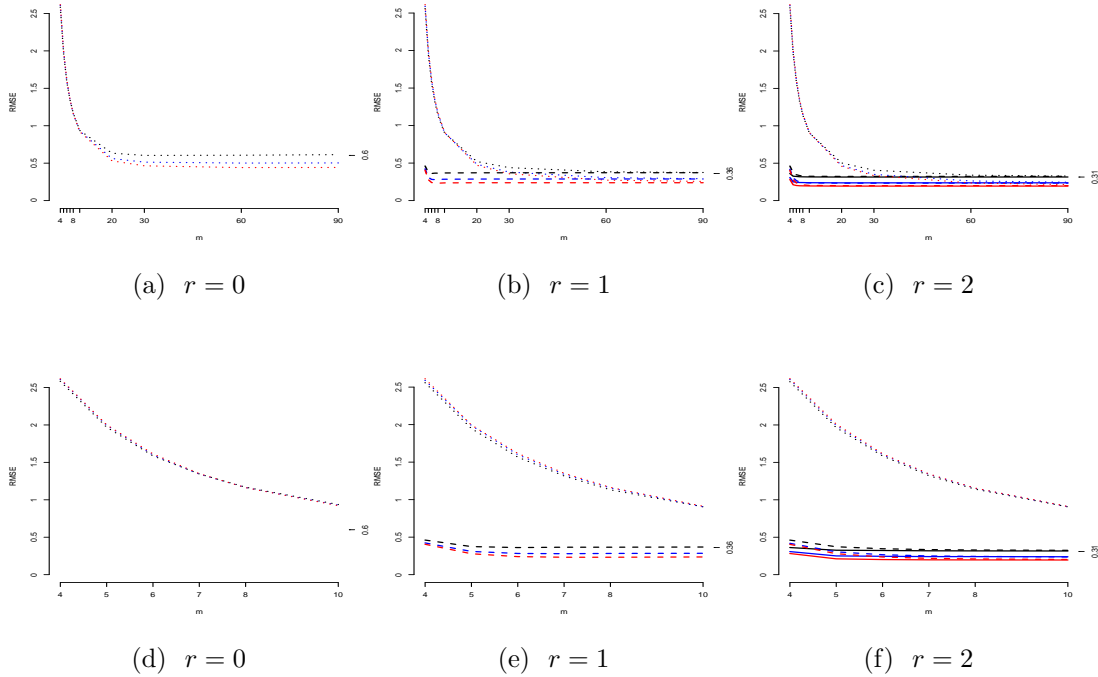 RMSE
0 0.5 1 1.5 2 2.5
4 8 20 30 60 90
m
0.6
(a) r = 0
RMSE
0 0.5 1 1.5 2 2.5
4 8 20 30 60 90
m
0.36
(b) r = 1
RMSE
0 0.5 1 1.5 2 2.5
4 8 20 30 60 90
m
0.31
(c) r = 2
RMSE
0 0.5 1 1.5 2 2.5
4 5 6 7 8 10
m
0.6
(d) r = 0
RMSE
0 0.5 1 1.5 2 2.5
4 5 6 7 8 10
m
0.36
(e) r = 1
RMSE
0 0.5 1 1.5 2 2.5
4 5 6 7 8 10
m
0.31
(f) r = 2